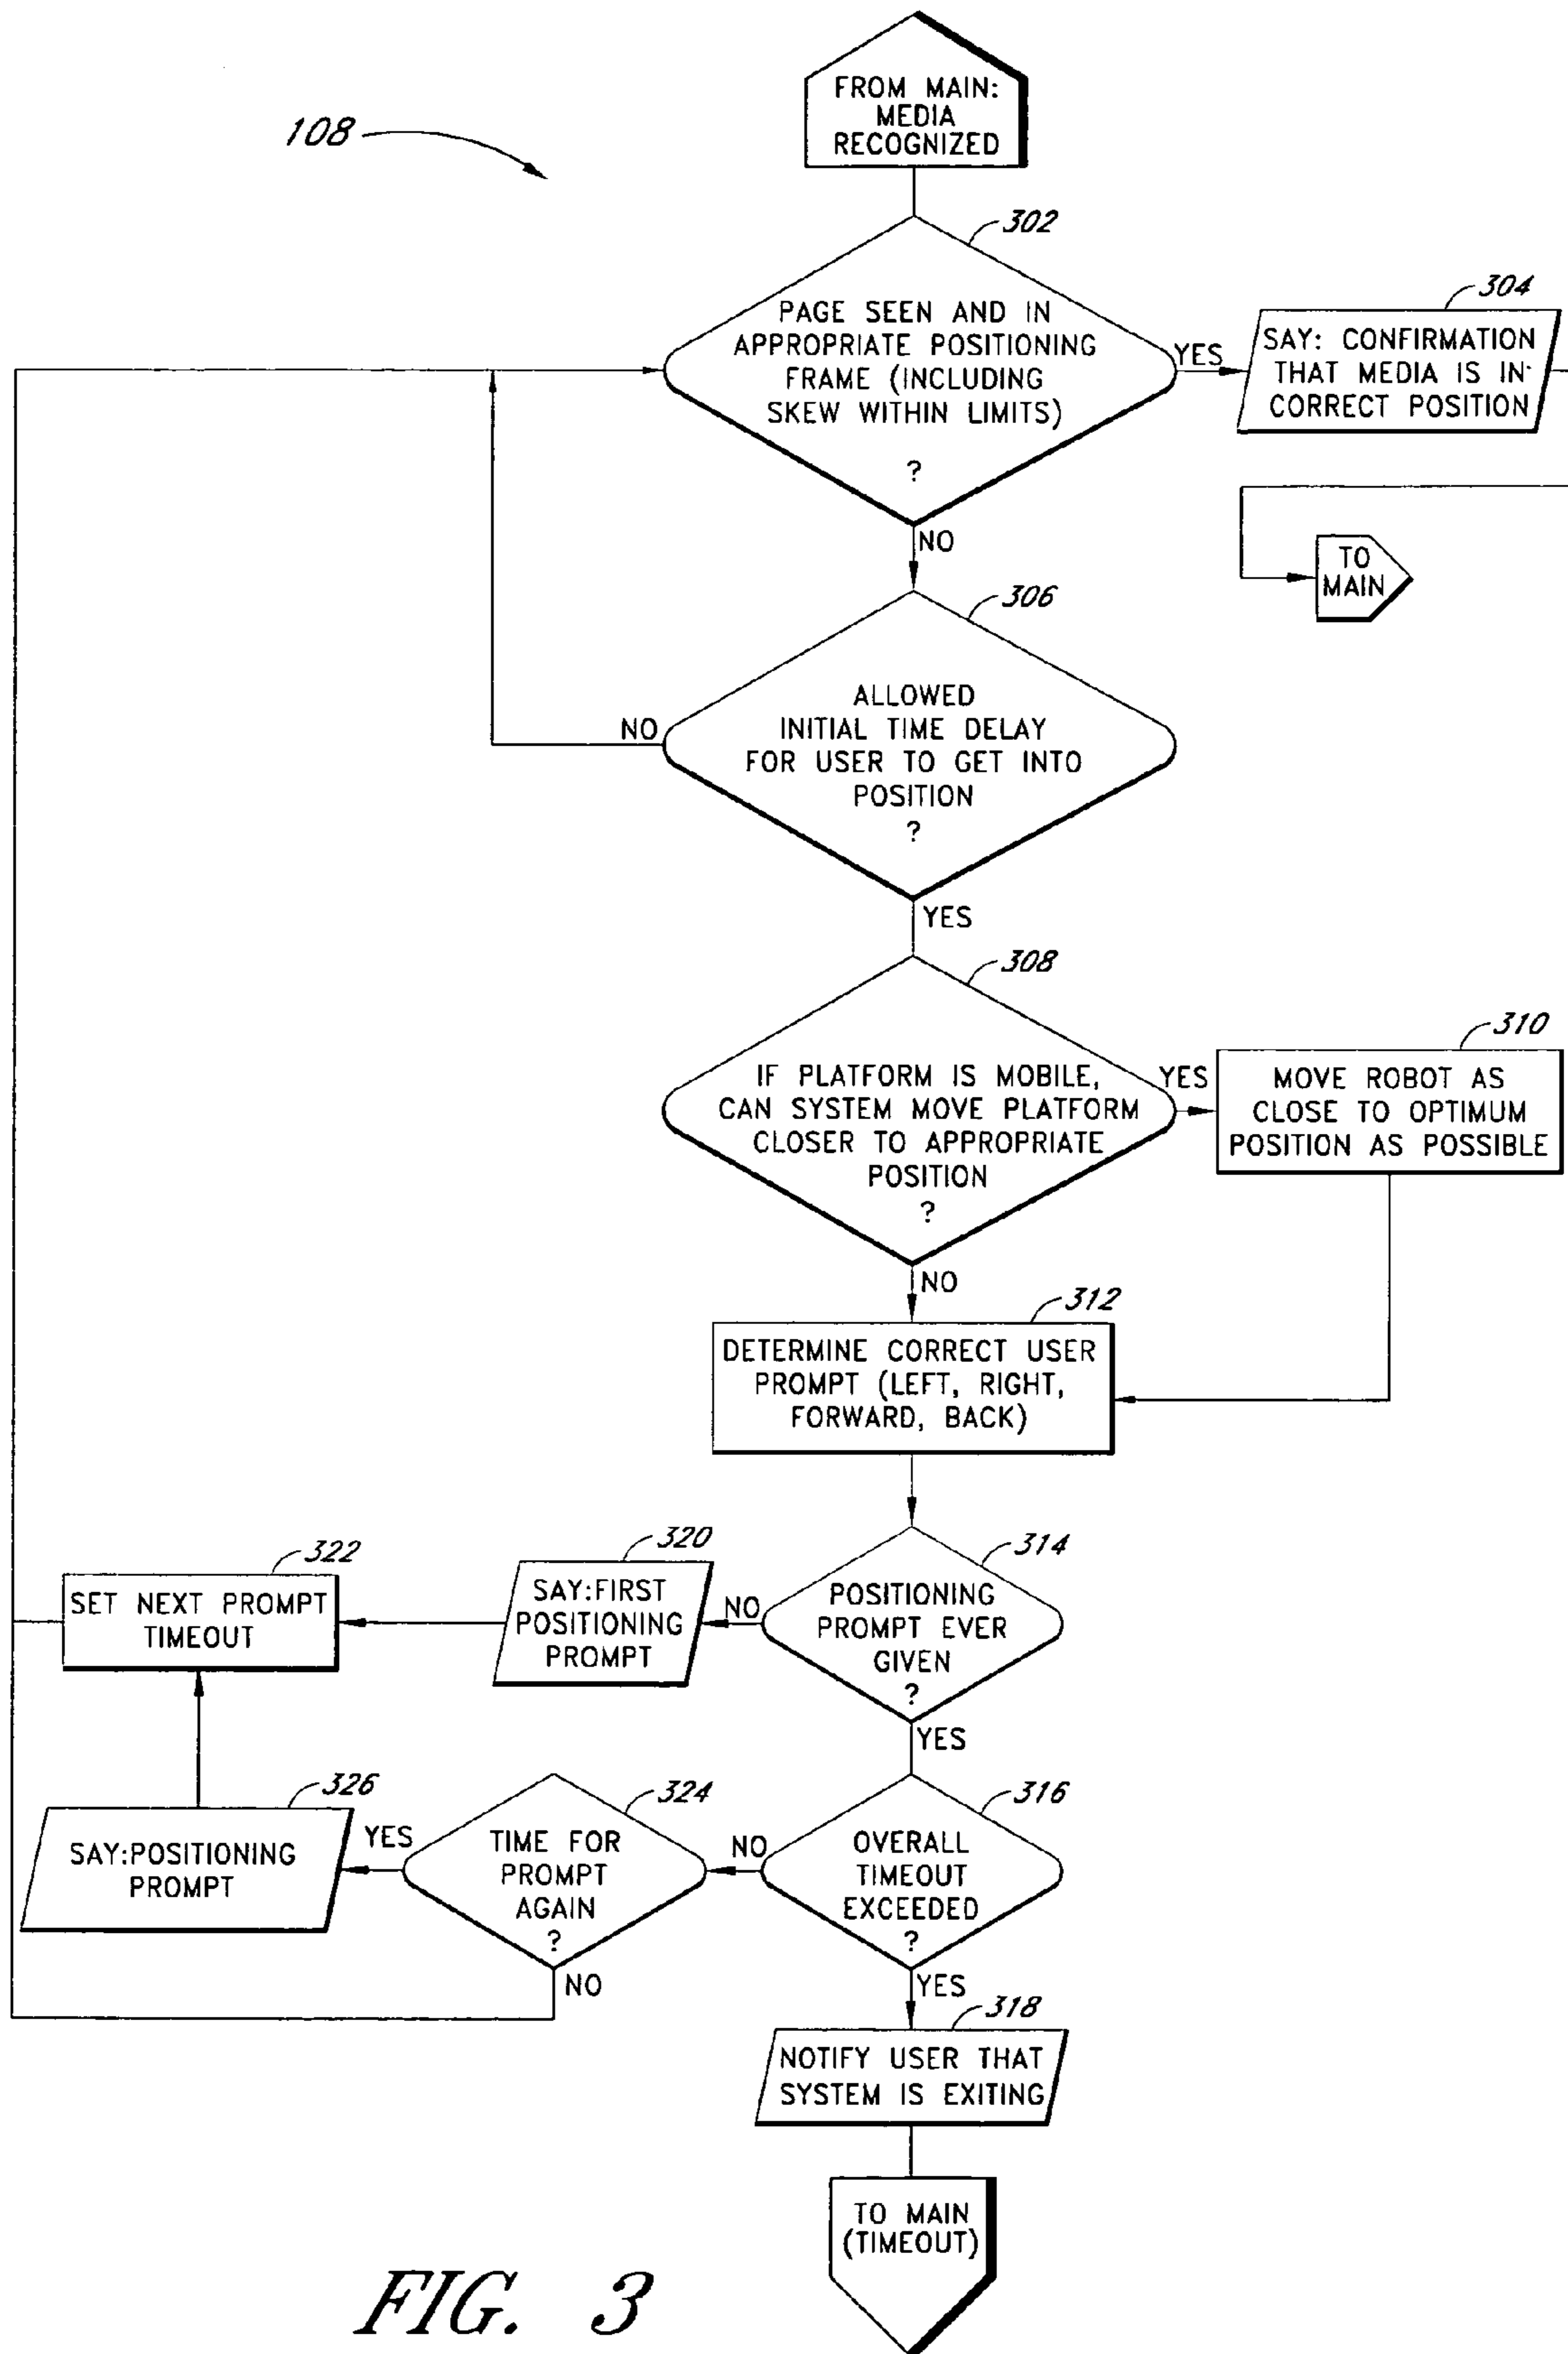 FROM MAIN:
MEDIA
RECOGNIZED
108
302
PAGE SEEN AND IN
APPROPRIATE POSITIONING
FRAME (INCLUDING
SKEW WITHIN LIMITS)
?
YES
304
SAY: CONFIRMATION
THAT MEDIA IS IN
CORRECT POSITION
TO
MAIN
NO
306
ALLOWED
INITIAL TIME DELAY
FOR USER TO GET INTO
POSITION
?
NO
YES
308
IF PLATFORM IS MOBILE,
CAN SYSTEM MOVE PLATFORM
CLOSER TO APPROPRIATE
POSITION
?
YES
310
MOVE ROBOT AS
CLOSE TO OPTIMUM
POSITION AS POSSIBLE
NO
312
DETERMINE CORRECT USER
PROMPT (LEFT, RIGHT,
FORWARD, BACK)
314
POSITIONING
PROMPT EVER
GIVEN
?
NO
320
SAY:FIRST
POSITIONING
PROMPT
322
SET NEXT PROMPT
TIMEOUT
YES
316
OVERALL
TIMEOUT
EXCEEDED
?
NO
324
TIME FOR
PROMPT
AGAIN
?
YES
326
SAY:POSITIONING
PROMPT
NO
YES
318
NOTIFY USER THAT
SYSTEM IS EXITING
TO MAIN
(TIMEOUT)
FIG. 3